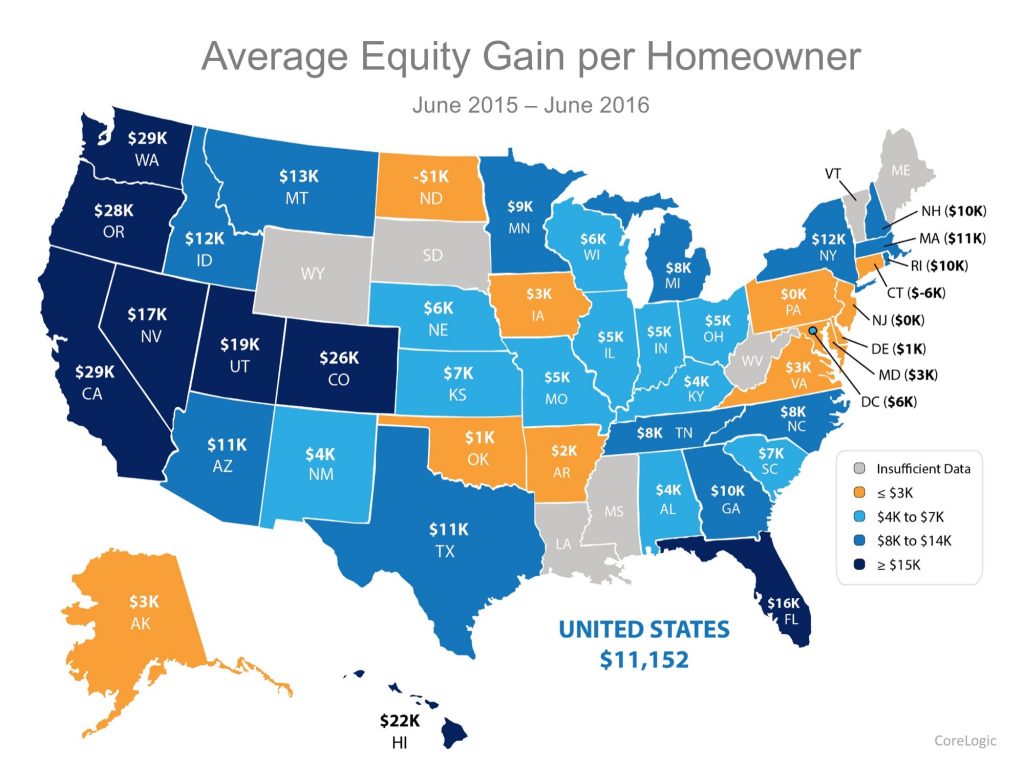 Average Equity Gain per Homeowner
June 2015 – June 2016
$29K
WA
$28K
OR
$29K
CA
$17K
NV
$12K
ID
$13K
MT
WY
$19K
UT
$26K
CO
$11K
AZ
$4K
NM
-$1K
ND
SD
$6K
NE
$7K
KS
$1K
OK
$11K
TX
$9K
MN
$3K
IA
$5K
MO
$2K
AR
LA
$6K
WI
$5K
IL
$8K
MI
$5K
IN
$5K
OH
$4K
KY
$8K TN
MS
$4K
AL
$10K
GA
$16K
FL
$7K
SC
$8K
NC
$3K
VA
WV
$0K
PA
$12K
NY
VT
ME
NH ($10K)
MA ($11K)
RI ($10K)
CT ($-6K)
NJ ($0K)
DE ($1K)
MD ($3K)
DC ($6K)
Insufficient Data
≤ $3K
$4K to $7K
$8K to $14K
≥ $15K
$3K
AK
$22K
HI
UNITED STATES
$11,152
CoreLogic